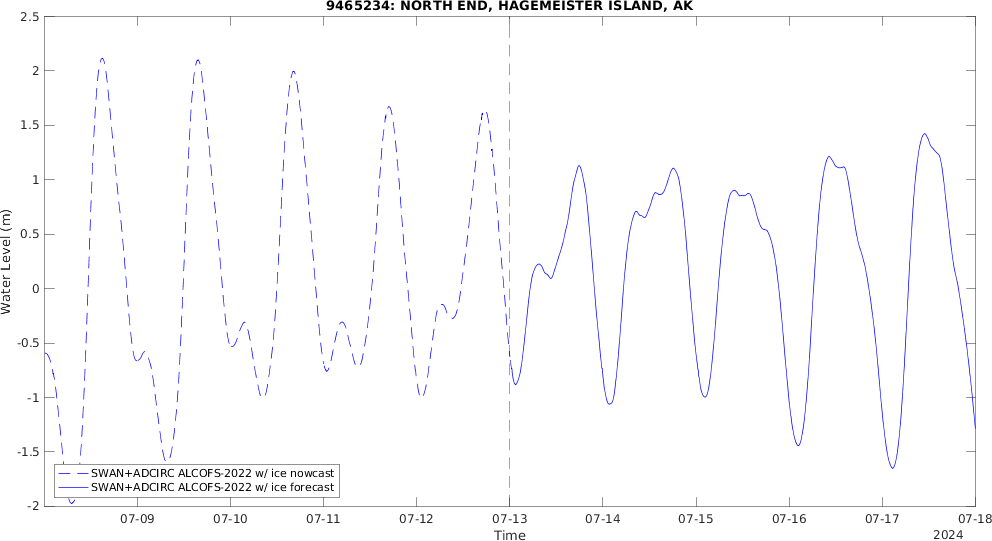 9465234: NORTH END, HAGEMEISTER ISLAND, AK
2.5
2
1.5
1
0.5
0
-0.5
-1
-1.5
-2
Water Level (m)
SWAN+ADCIRC ALCOFS-2022 w/ ice nowcast
SWAN+ADCIRC ALCOFS-2022 w/ ice forecast
07-09 07-10 07-11 07-12 07-13 07-14 07-15 07-16 07-17 07-18
Time
2024